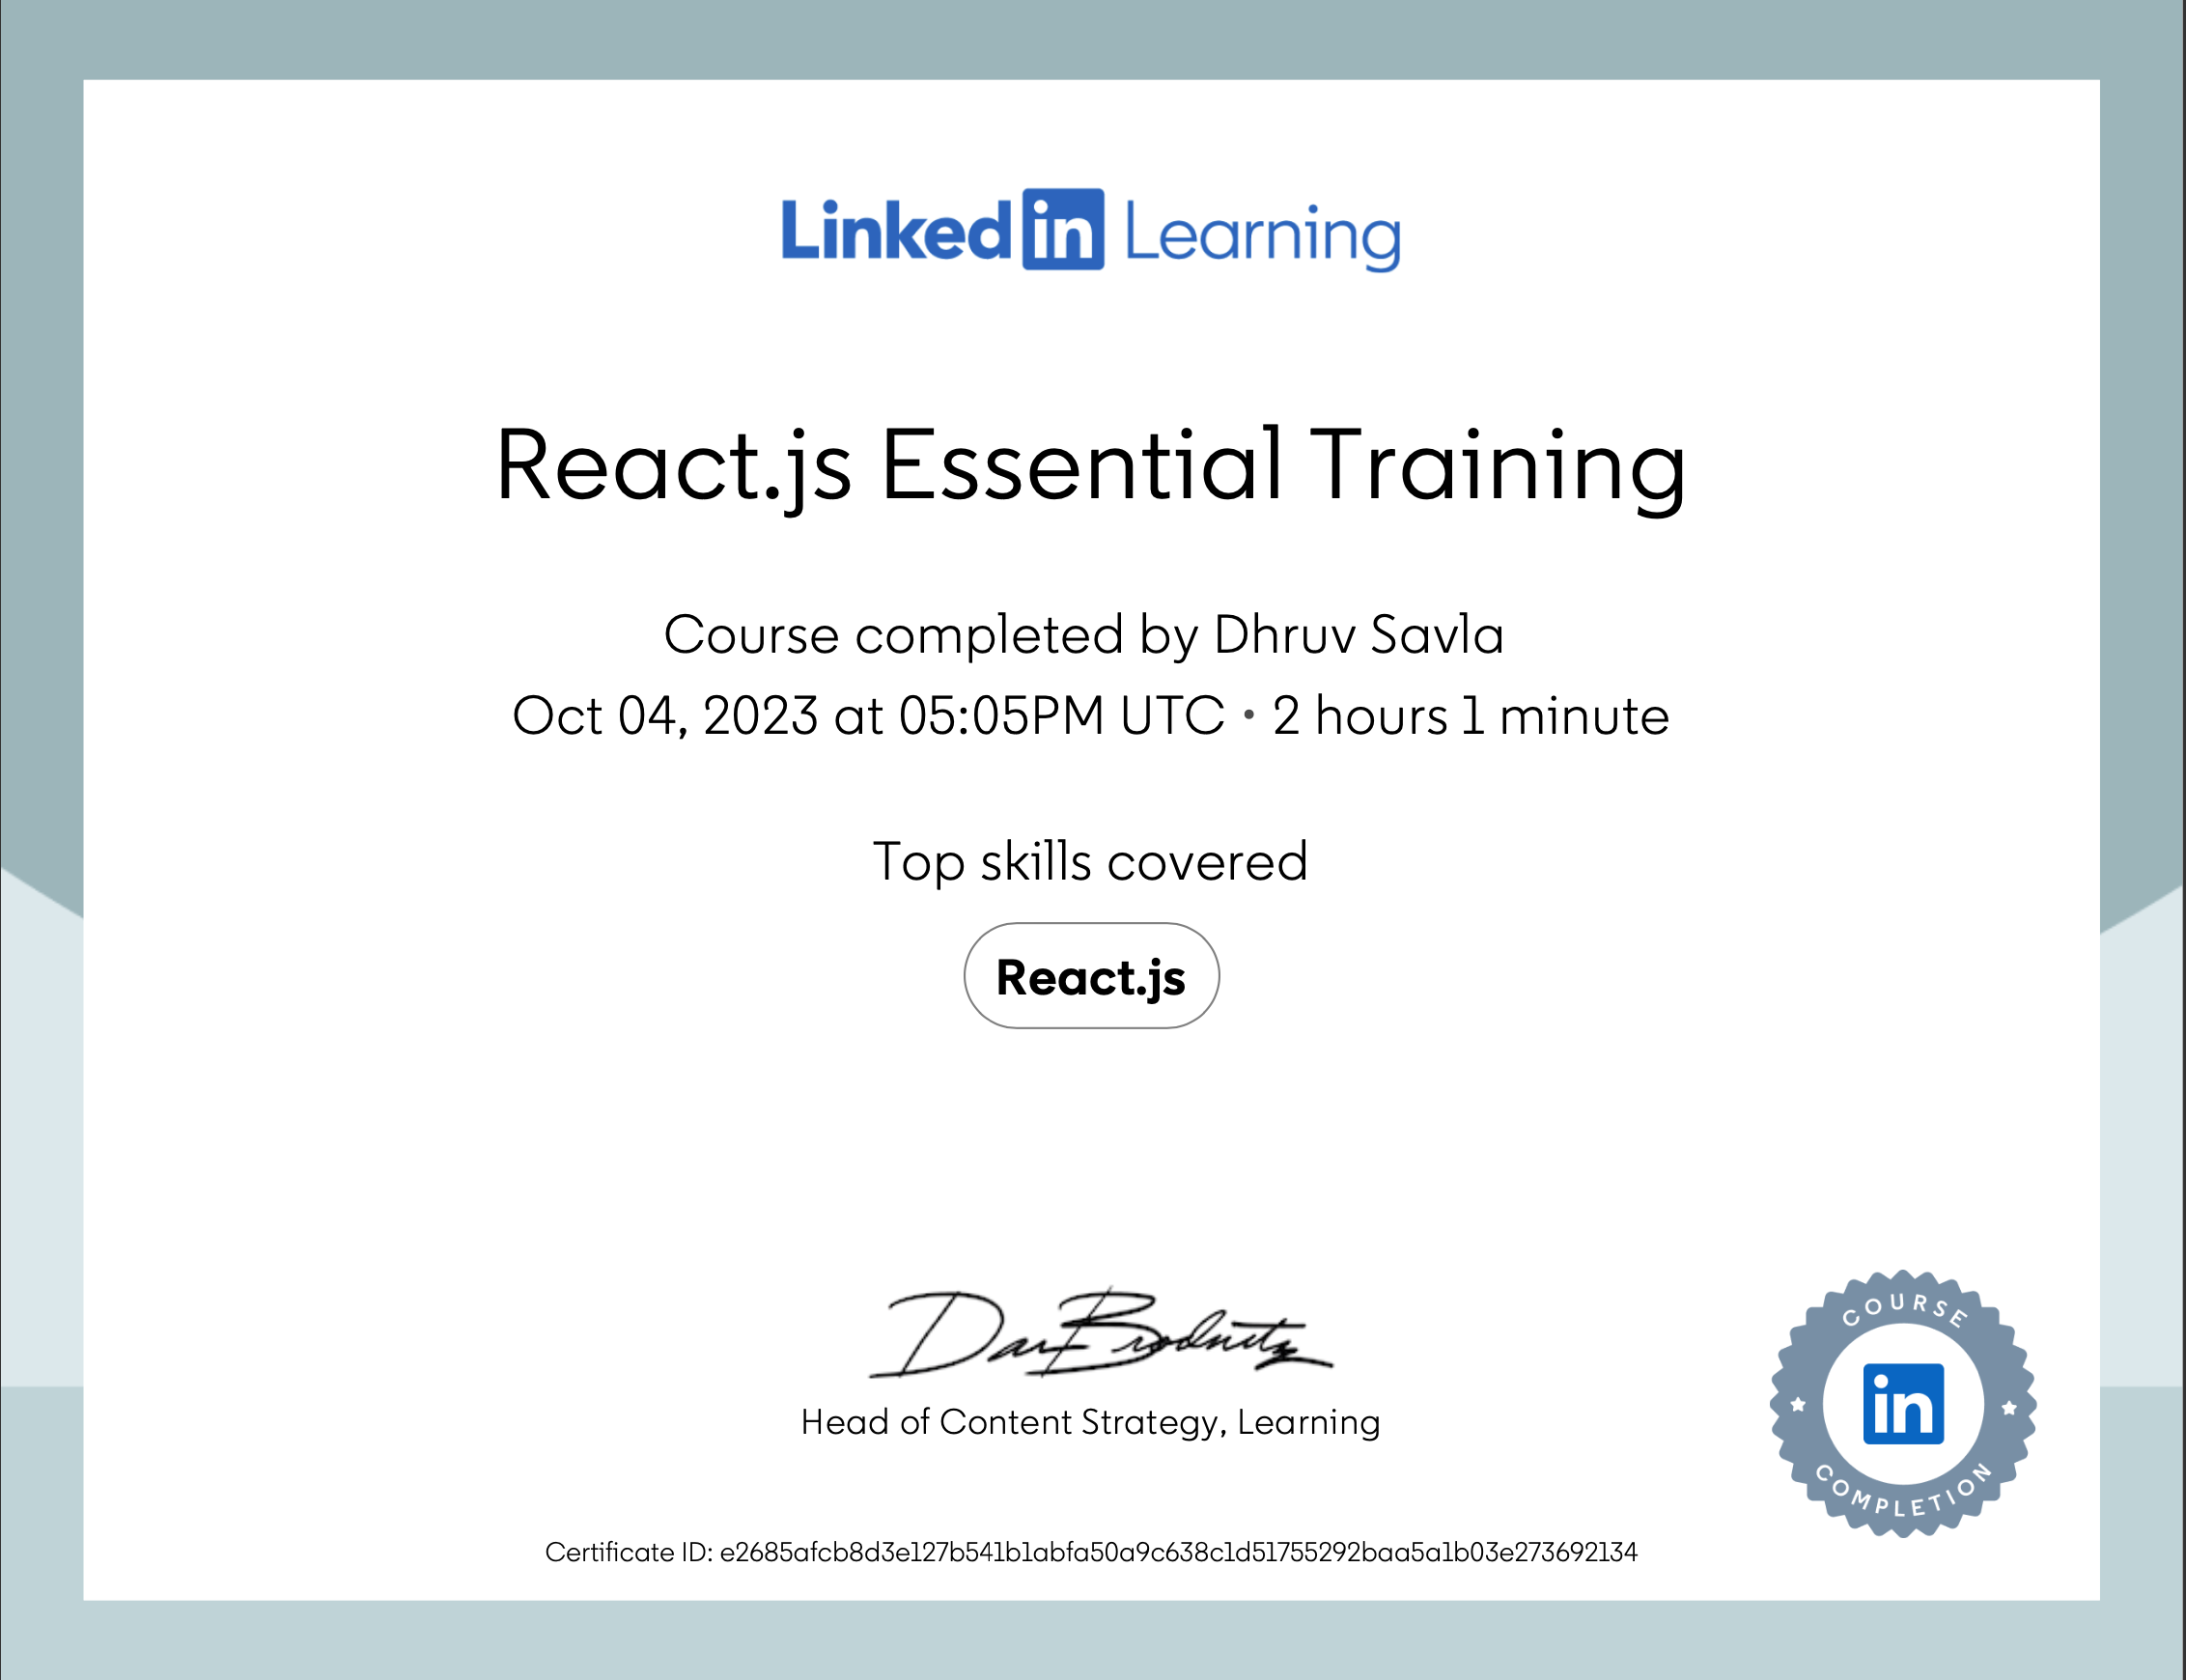 Linked in Learning
React.js Essential Training
Course completed by Dhruv Savla
Oct 04, 2023 at 05:05PM UTC • 2 hours 1 minute
Top skills covered
React.js
Dan Brodnitz
Head of Content Strategy, Learning
COURSE
in
COMPLETION
Certificate ID: e2685afcb8d3e127b541b1abfa50a9c638c1d51755292baa5a1b03e273692134